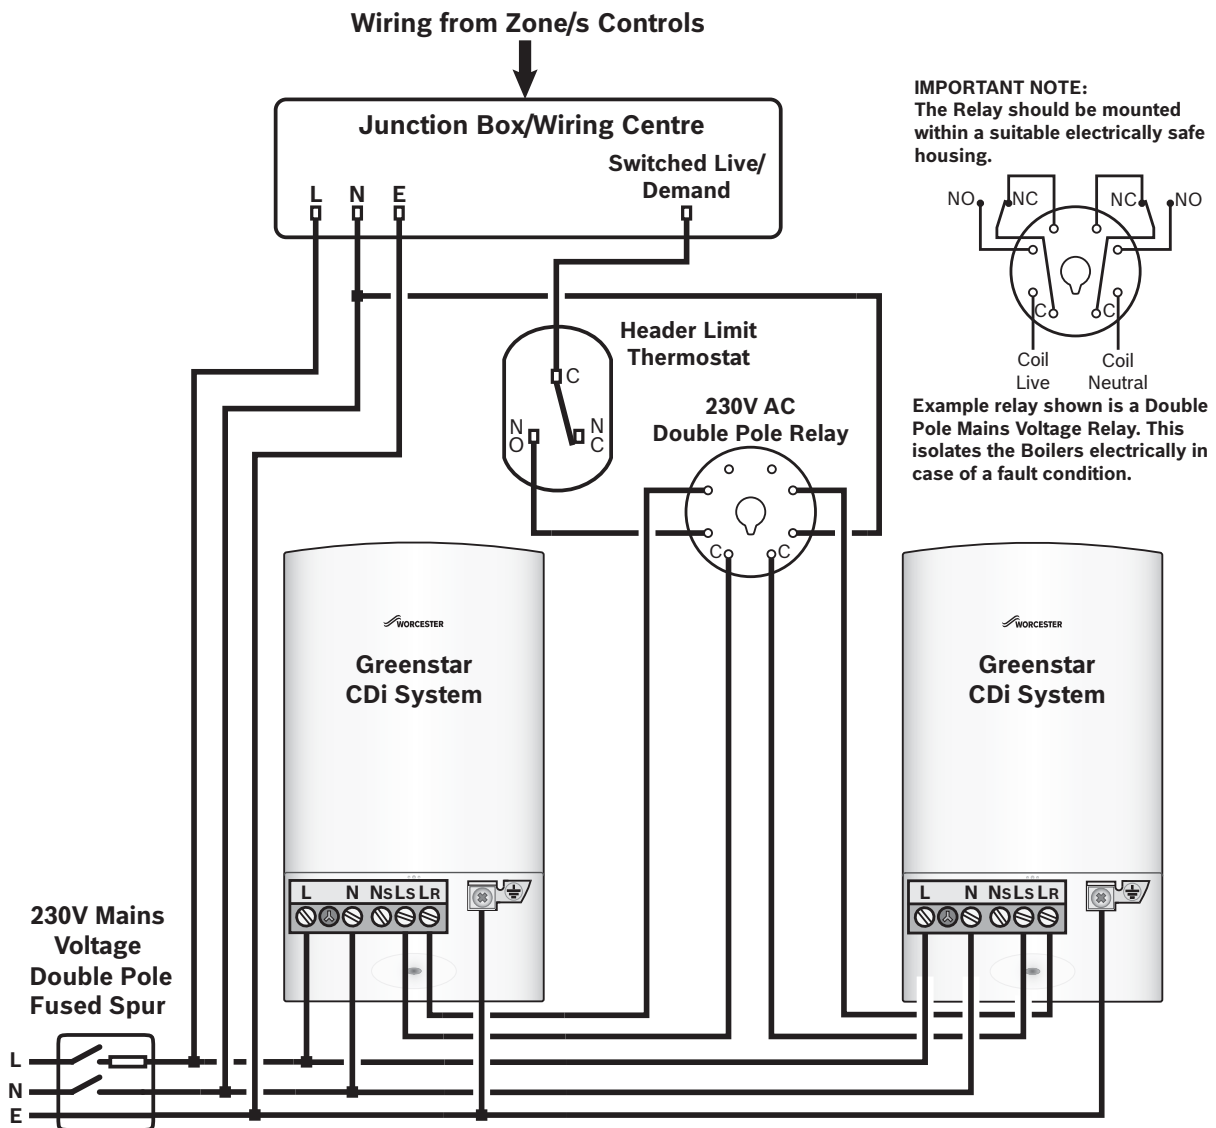 Wiring from Zone/s Controls
Junction Box/Wiring Centre
Switched Live/
Demand
L N E
IMPORTANT NOTE:
The Relay should be mounted
within a suitable electrically safe
housing.
NO NC NC NO
C C
Coil
Live
Coil
Neutral
Example relay shown is a Double
Pole Mains Voltage Relay. This
isolates the Boilers electrically in
case of a fault condition.
Header Limit
Thermostat
C
N
O
N
C
230V AC
Double Pole Relay
C C
WORCESTER
Greenstar
CDi System
L N NS LS LR
WORCESTER
Greenstar
CDi System
L N NS LS LR
230V Mains
Voltage
Double Pole
Fused Spur
L
N
E